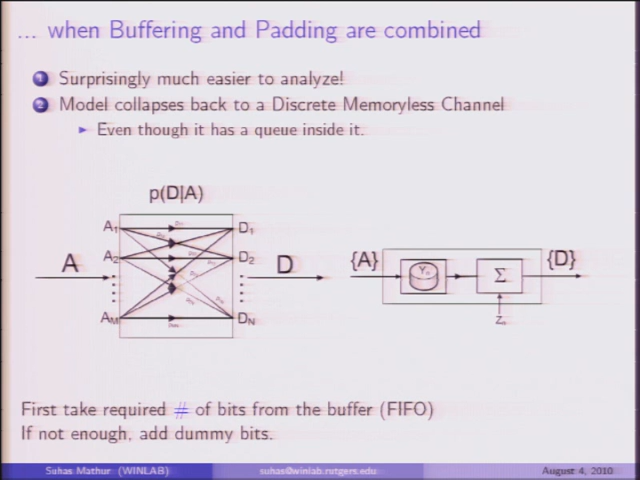 ... when Buffering and Padding are combined
1 Surprisingly much easier to analyze!
2 Model collapses back to a Discrete Memoryless Channel
► Even though it has a queue inside it.
p(D|A)
A1 D1
A2 D2
A D {A} {D}
Σ
AM DN
First take required # of bits from the buffer (FIFO)
If not enough, add dummy bits.
Suhas Mathur (WINLAB) suhas@winlab.rutgers.edu August 4, 2010